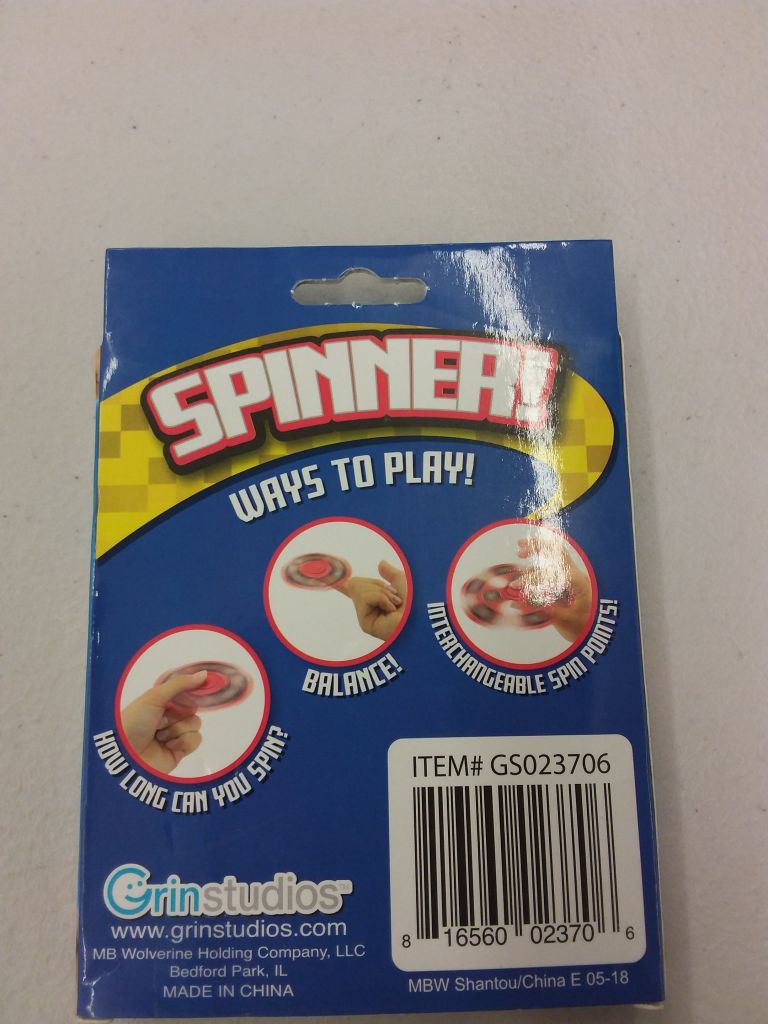 SPINNER!
WAYS TO PLAY!
HOW LONG CAN YOU SPIN?
BALANCE!
INTERCHANGEABLE SPIN POINTS!
ITEM# GS023706
8 16560 02370 6
Grinstudios™
www.grinstudios.com
MB Wolverine Holding Company, LLC
Bedford Park, IL
MADE IN CHINA
MBW Shantou/China E 05-18